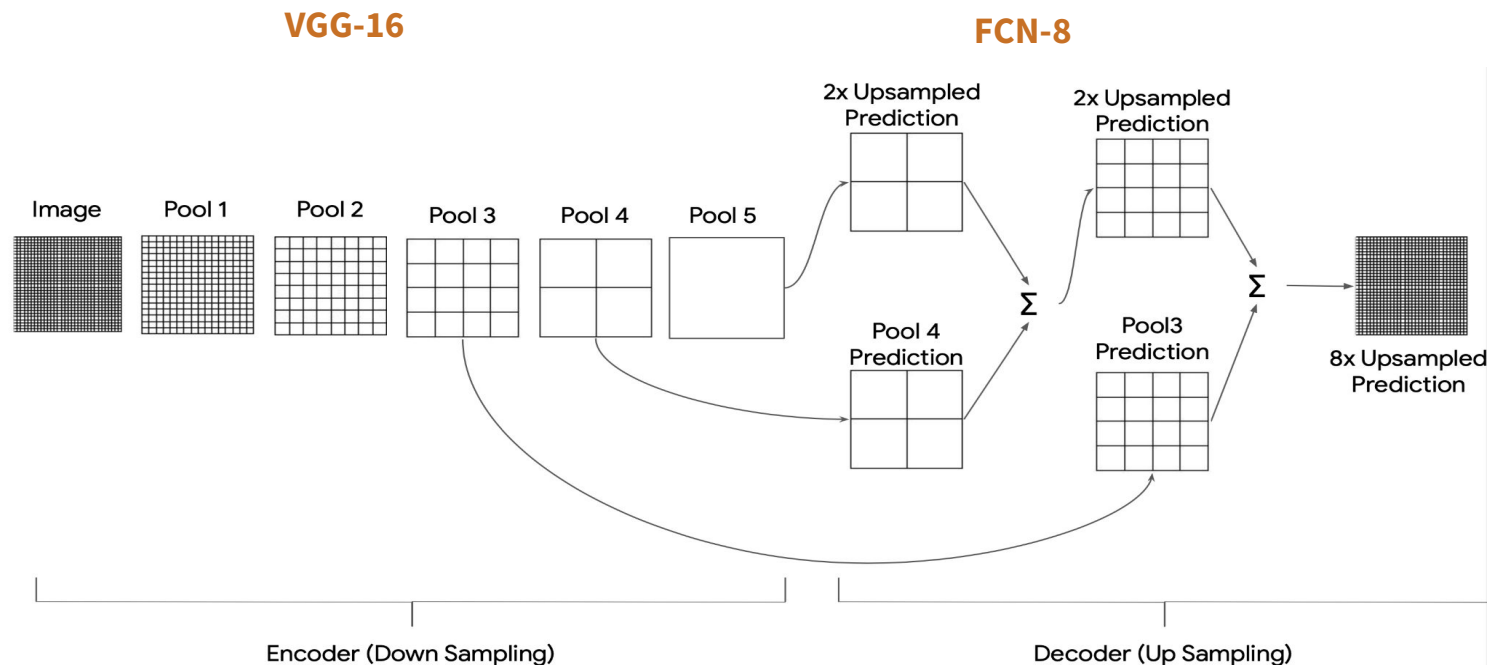 VGG-16
FCN-8
Image
Pool 1
Pool 2
Pool 3
Pool 4
Pool 5
2x Upsampled
Prediction
Pool 4
Prediction
Σ
2x Upsampled
Prediction
Pool3
Prediction
Σ
8x Upsampled
Prediction
Encoder (Down Sampling)
Decoder (Up Sampling)